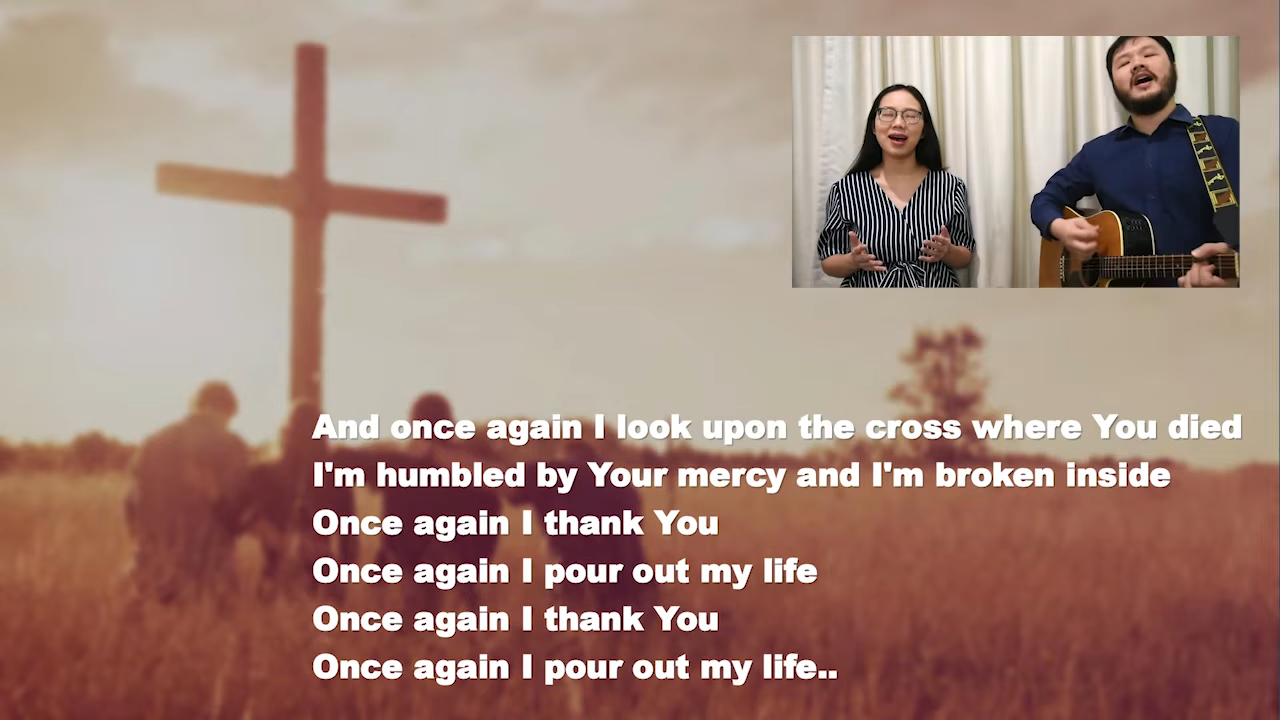 And once again I look upon the cross where You died
I'm humbled by Your mercy and I'm broken inside
Once again I thank You
Once again I pour out my life
Once again I thank You
Once again I pour out my life..